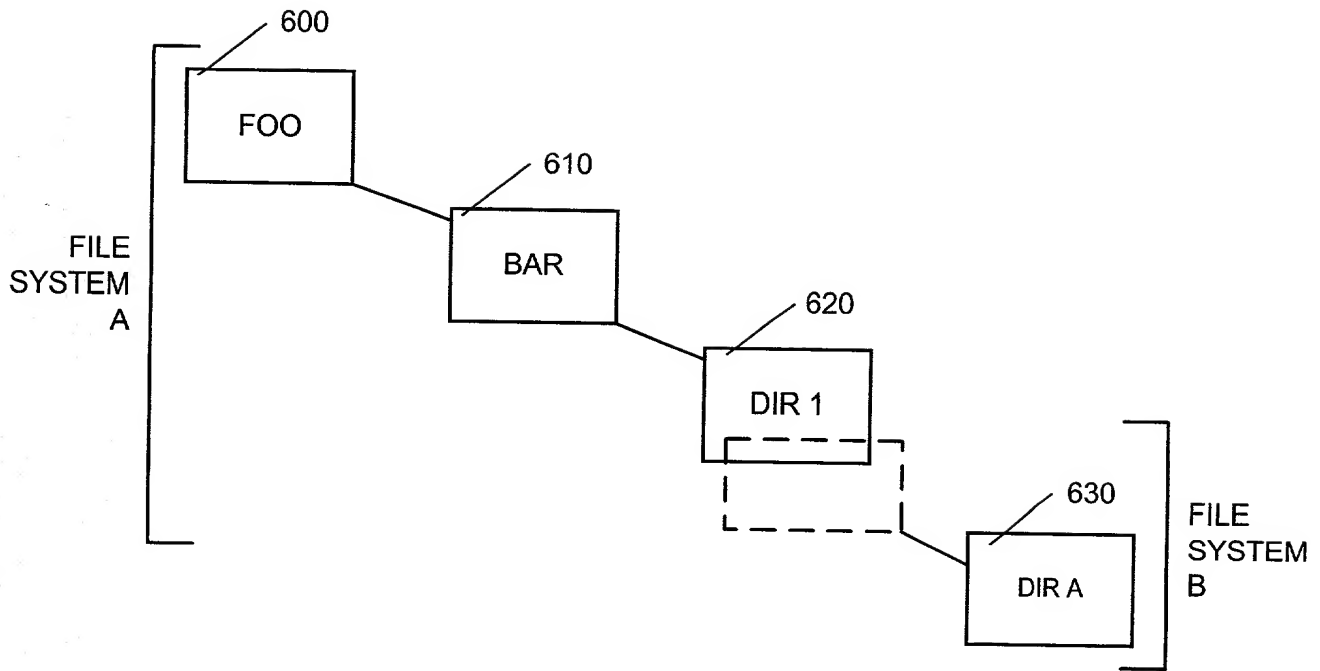 600
FOO
610
BAR
FILE
SYSTEM
A
620
DIR 1
630
DIR A
FILE
SYSTEM
B